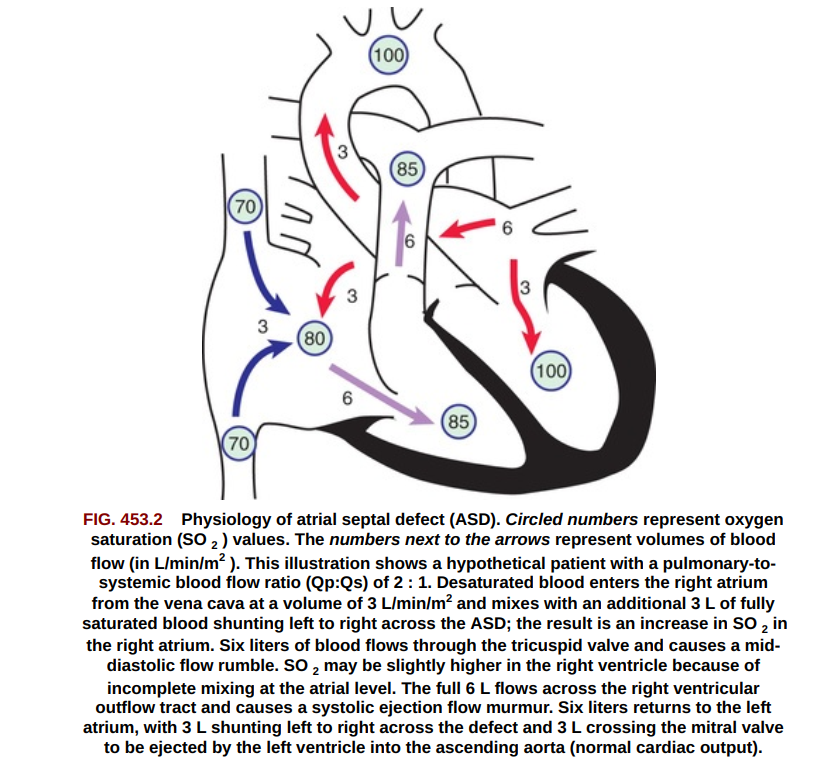 100
3
85
70
6
6
3
3
3
80
100
6
85
70
FIG. 453.2 Physiology of atrial septal defect (ASD). Circled numbers represent oxygen
saturation (SO 2 ) values. The numbers next to the arrows represent volumes of blood
flow (in L/min/m2 ). This illustration shows a hypothetical patient with a pulmonary-to-
systemic blood flow ratio (Qp:Qs) of 2 : 1. Desaturated blood enters the right atrium
from the vena cava at a volume of 3 L/min/m2 and mixes with an additional 3 L of fully
saturated blood shunting left to right across the ASD; the result is an increase in SO 2 in
the right atrium. Six liters of blood flows through the tricuspid valve and causes a mid-
diastolic flow rumble. SO 2 may be slightly higher in the right ventricle because of
incomplete mixing at the atrial level. The full 6 L flows across the right ventricular
outflow tract and causes a systolic ejection flow murmur. Six liters returns to the left
atrium, with 3 L shunting left to right across the defect and 3 L crossing the mitral valve
to be ejected by the left ventricle into the ascending aorta (normal cardiac output).